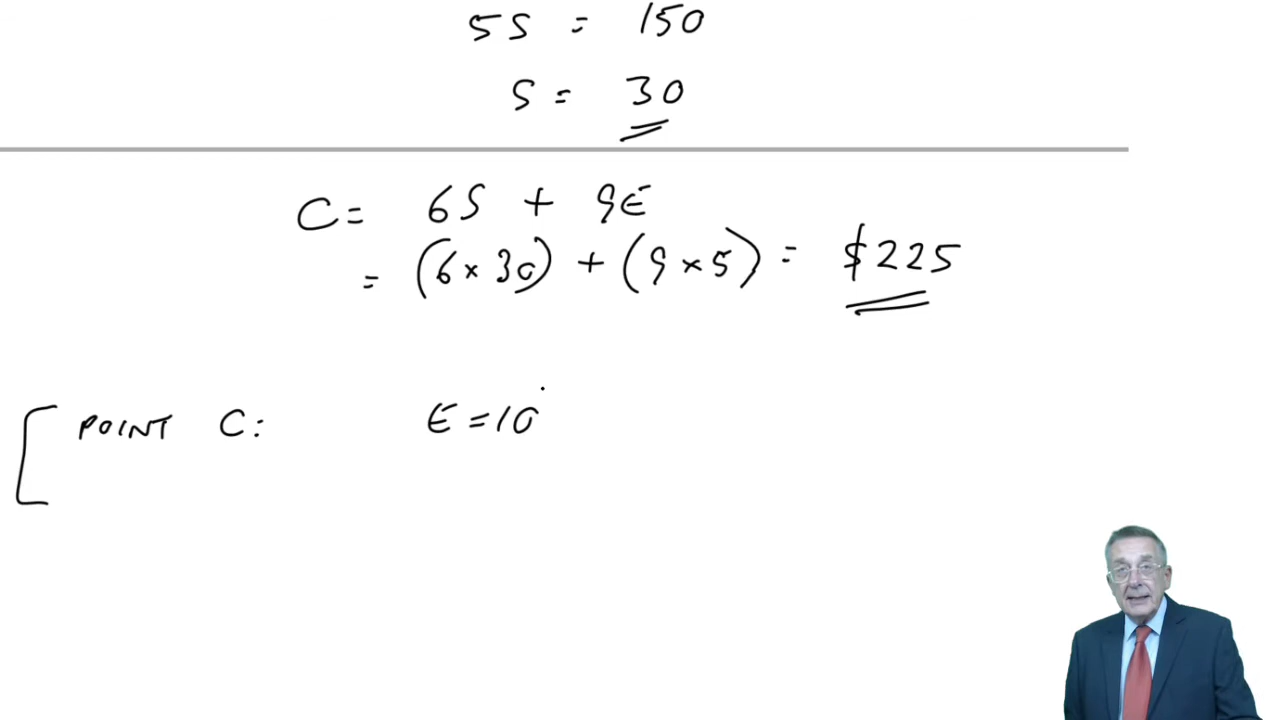 5S = 150
S = 30
C = 6S + 9E
= (6 × 30) + (9 × 5) = $225
POINT C: E = 10